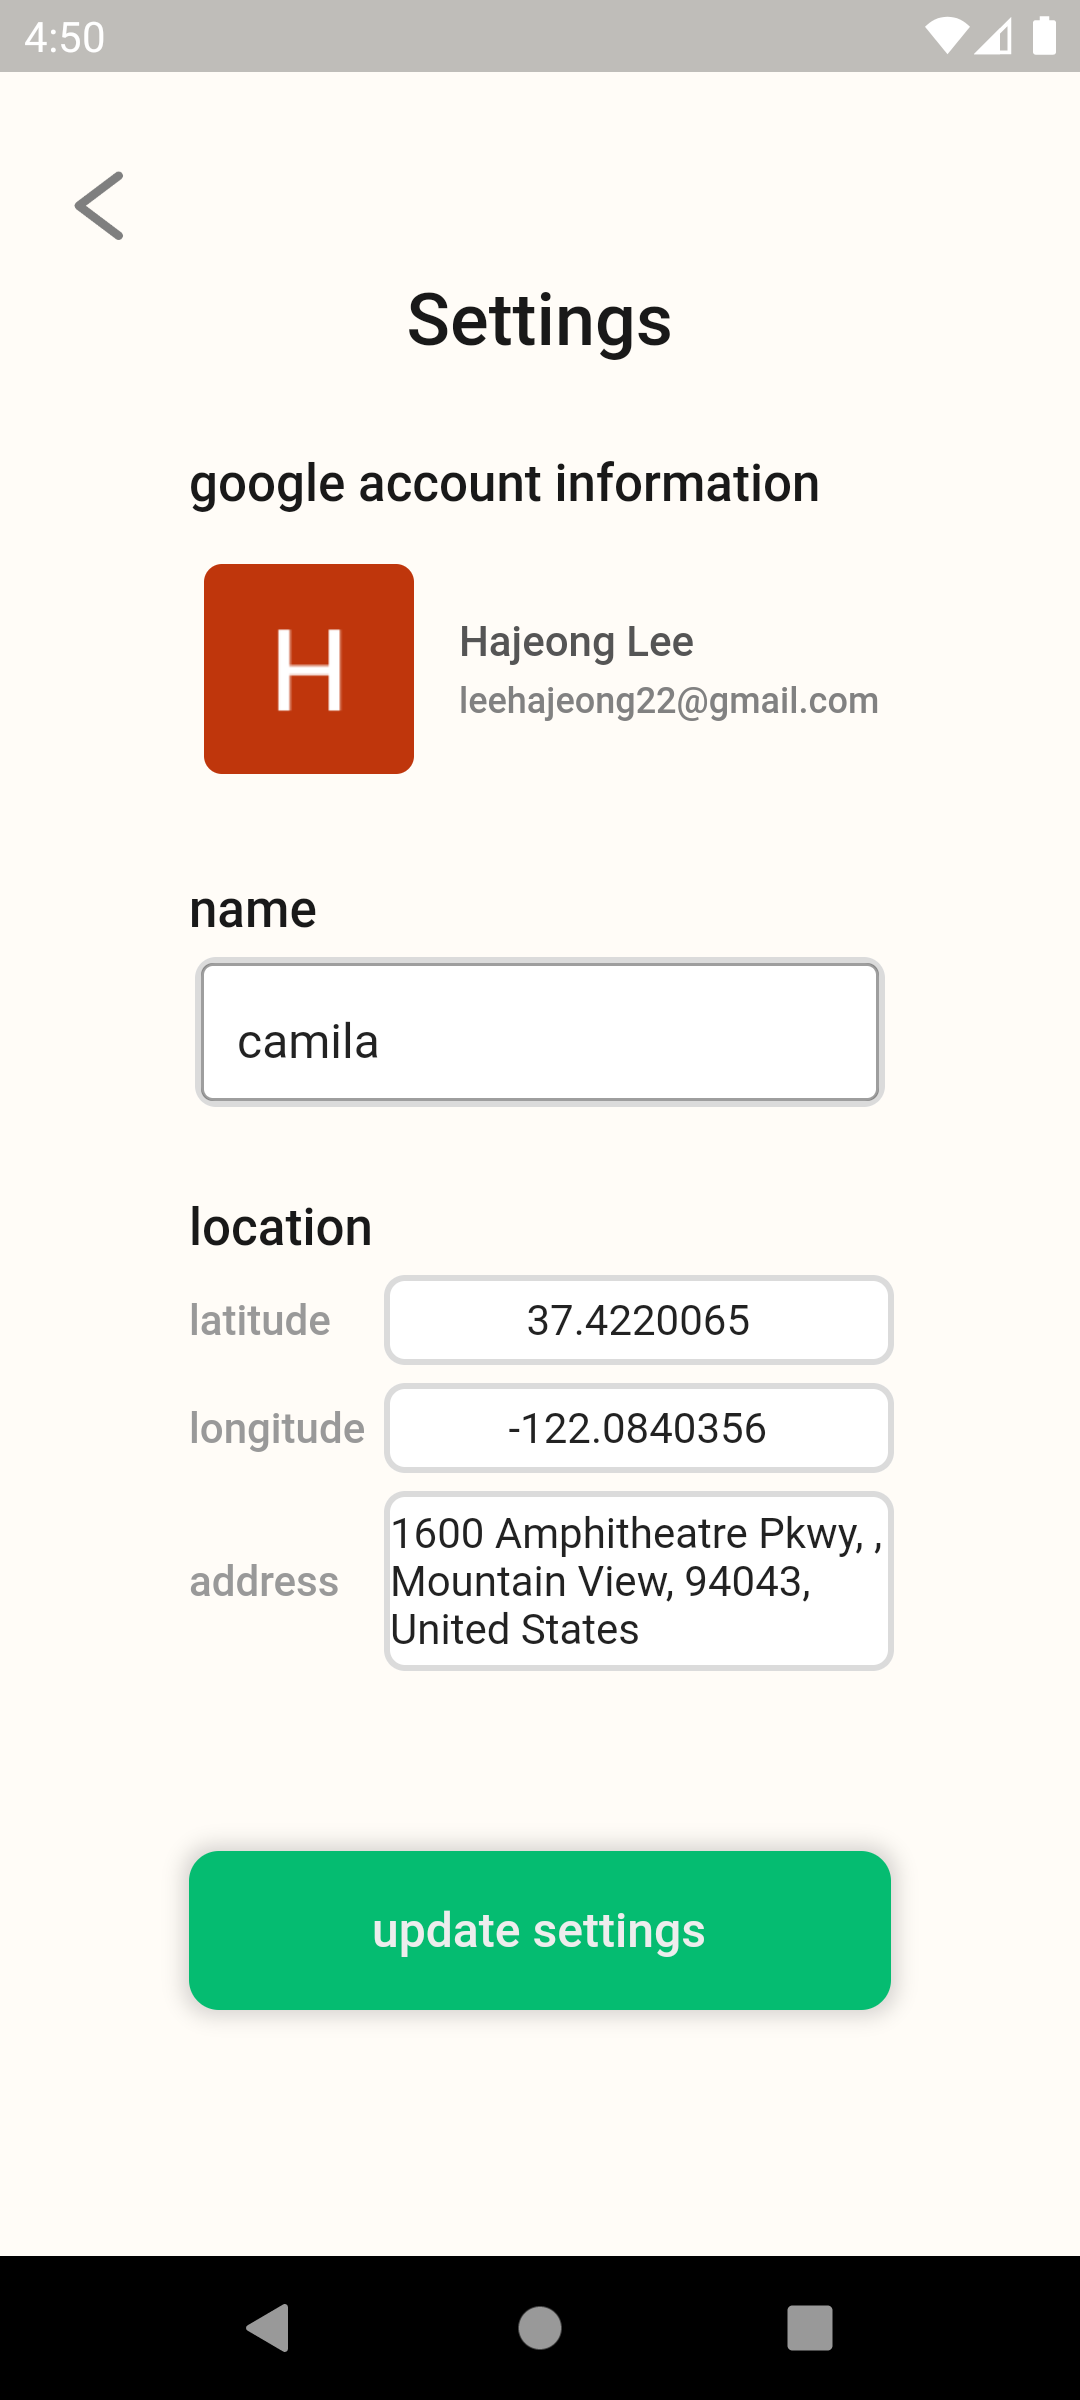 4:50
Settings
google account information
H
Hajeong Lee
leehajeong22@gmail.com
name
camila
location
latitude
37.4220065
longitude
-122.0840356
address
1600 Amphitheatre Pkwy, ,
Mountain View, 94043,
United States
update settings